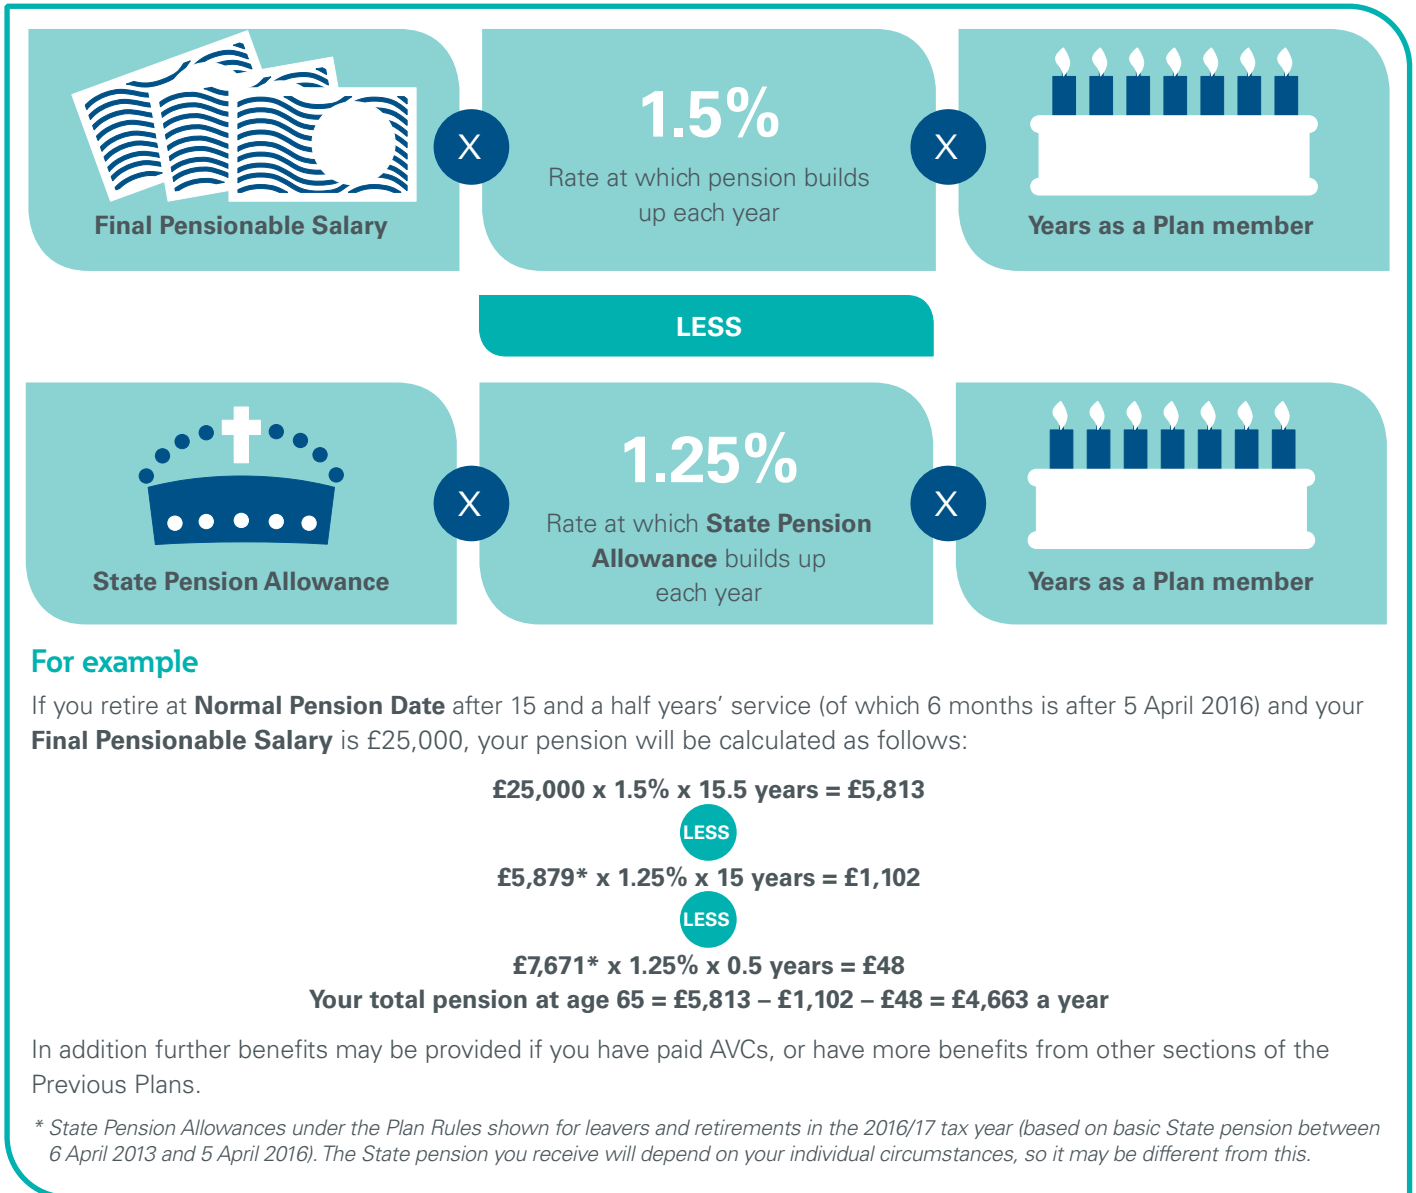 X
X
1.5%
Rate at which pension builds
up each year
Final Pensionable Salary
Years as a Plan member
LESS
X
X
1.25%
Rate at which State Pension
Allowance builds up
each year
State Pension Allowance
Years as a Plan member
For example
If you retire at Normal Pension Date after 15 and a half years’ service (of which 6 months is after 5 April 2016) and your
Final Pensionable Salary is £25,000, your pension will be calculated as follows:
£25,000 x 1.5% x 15.5 years = £5,813
LESS
£5,879* x 1.25% x 15 years = £1,102
LESS
£7,671* x 1.25% x 0.5 years = £48
Your total pension at age 65 = £5,813 – £1,102 – £48 = £4,663 a year
In addition further benefits may be provided if you have paid AVCs, or have more benefits from other sections of the
Previous Plans.
* State Pension Allowances under the Plan Rules shown for leavers and retirements in the 2016/17 tax year (based on basic State pension between
6 April 2013 and 5 April 2016). The State pension you receive will depend on your individual circumstances, so it may be different from this.